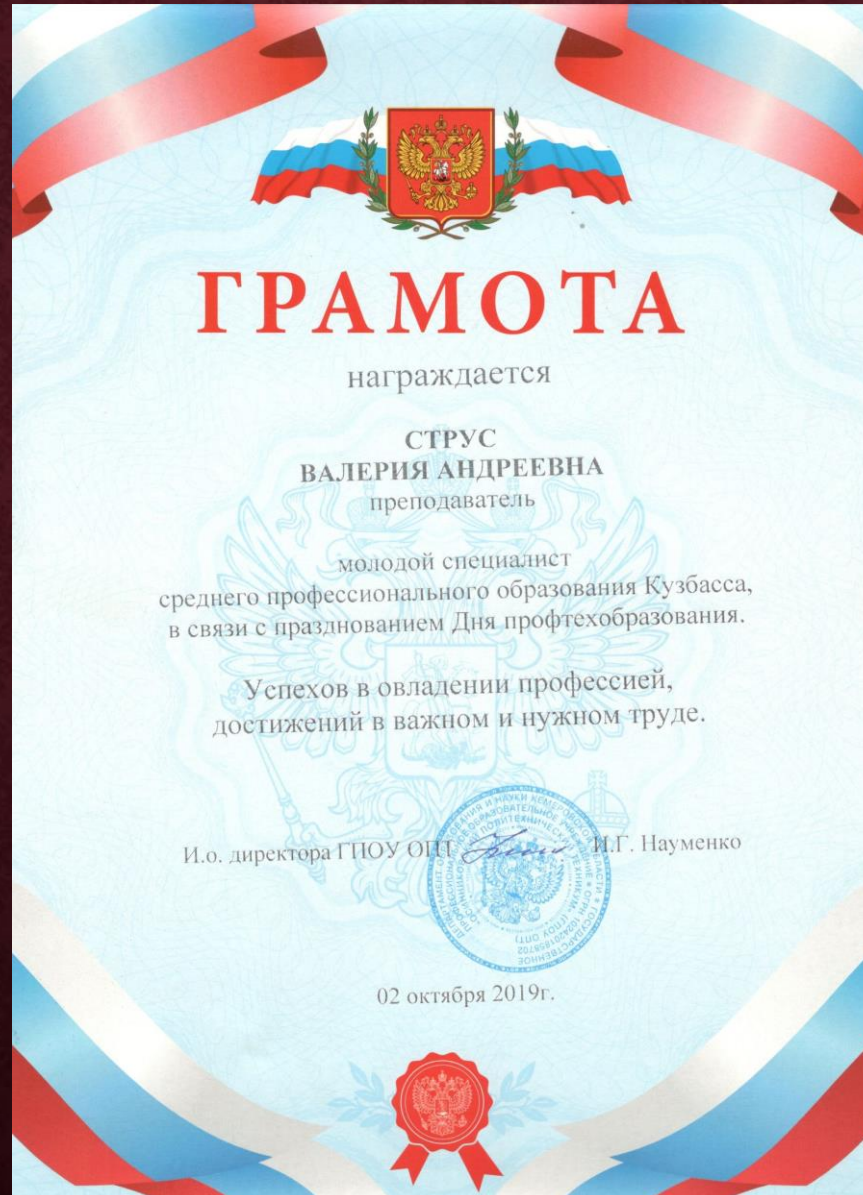 ГРАМОТА
награждается
СТРУС
ВАЛЕРИЯ АНДРЕЕВНА
преподаватель
молодой специалист
среднего профессионального образования Кузбасса,
в связи с празднованием Дня профтехобразования.
Успехов в овладении профессией,
достижений в важном и нужном труде.
И.о. директора ГПОУ ОПТ И.Г. Науменко
02 октября 2019г.